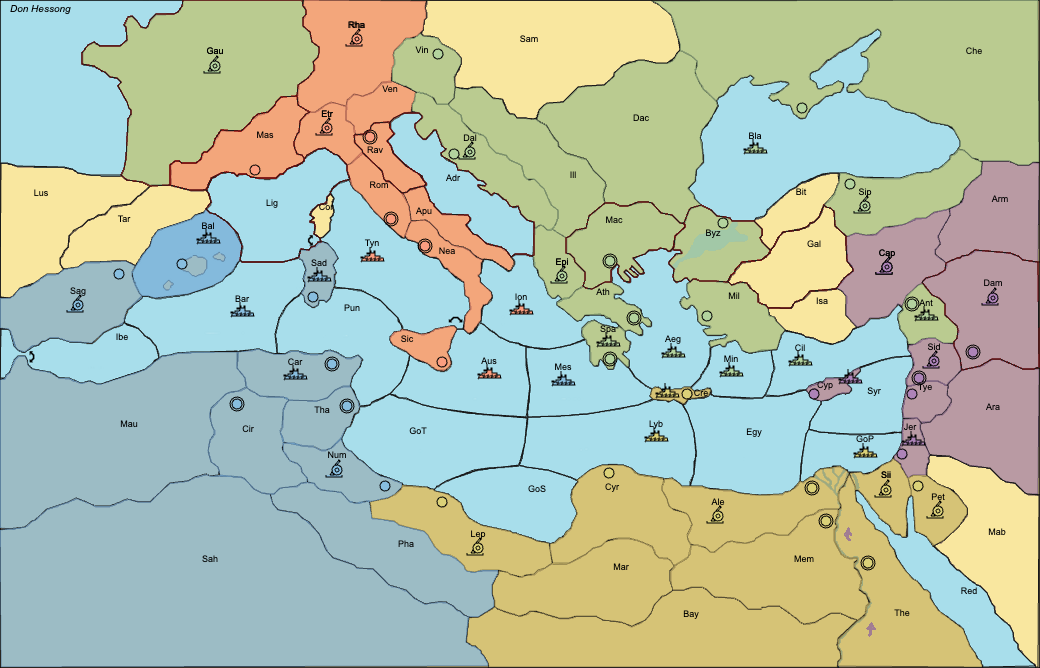 Don Hessong
Rha
Sam
Gau
Vin
Che
Ven
Etr
Dac
Mas
Dal
Bla
Rav
Adr
Ill
Lus
Rom
Bit
Sip
Lig
Cor
Arm
Tar
Apu
Mac
Bal
Tyn
Byz
Gal
Nea
Sad
Epi
Cap
Sag
Ath
Mil
Dam
Bar
Pun
Ion
Isa
Ant
Ibe
Sic
Spa
Aeg
Car
Aus
Mes
Min
Cil
Sid
Cyp
Syr
Tye
Cre
Tha
Ara
Mau
Cir
GoT
Lyb
Egy
Jer
GoP
Num
GoS
Cyr
Sii
Pet
Ale
Mab
Lep
Pha
Sah
Mar
Mem
Red
Bay
The